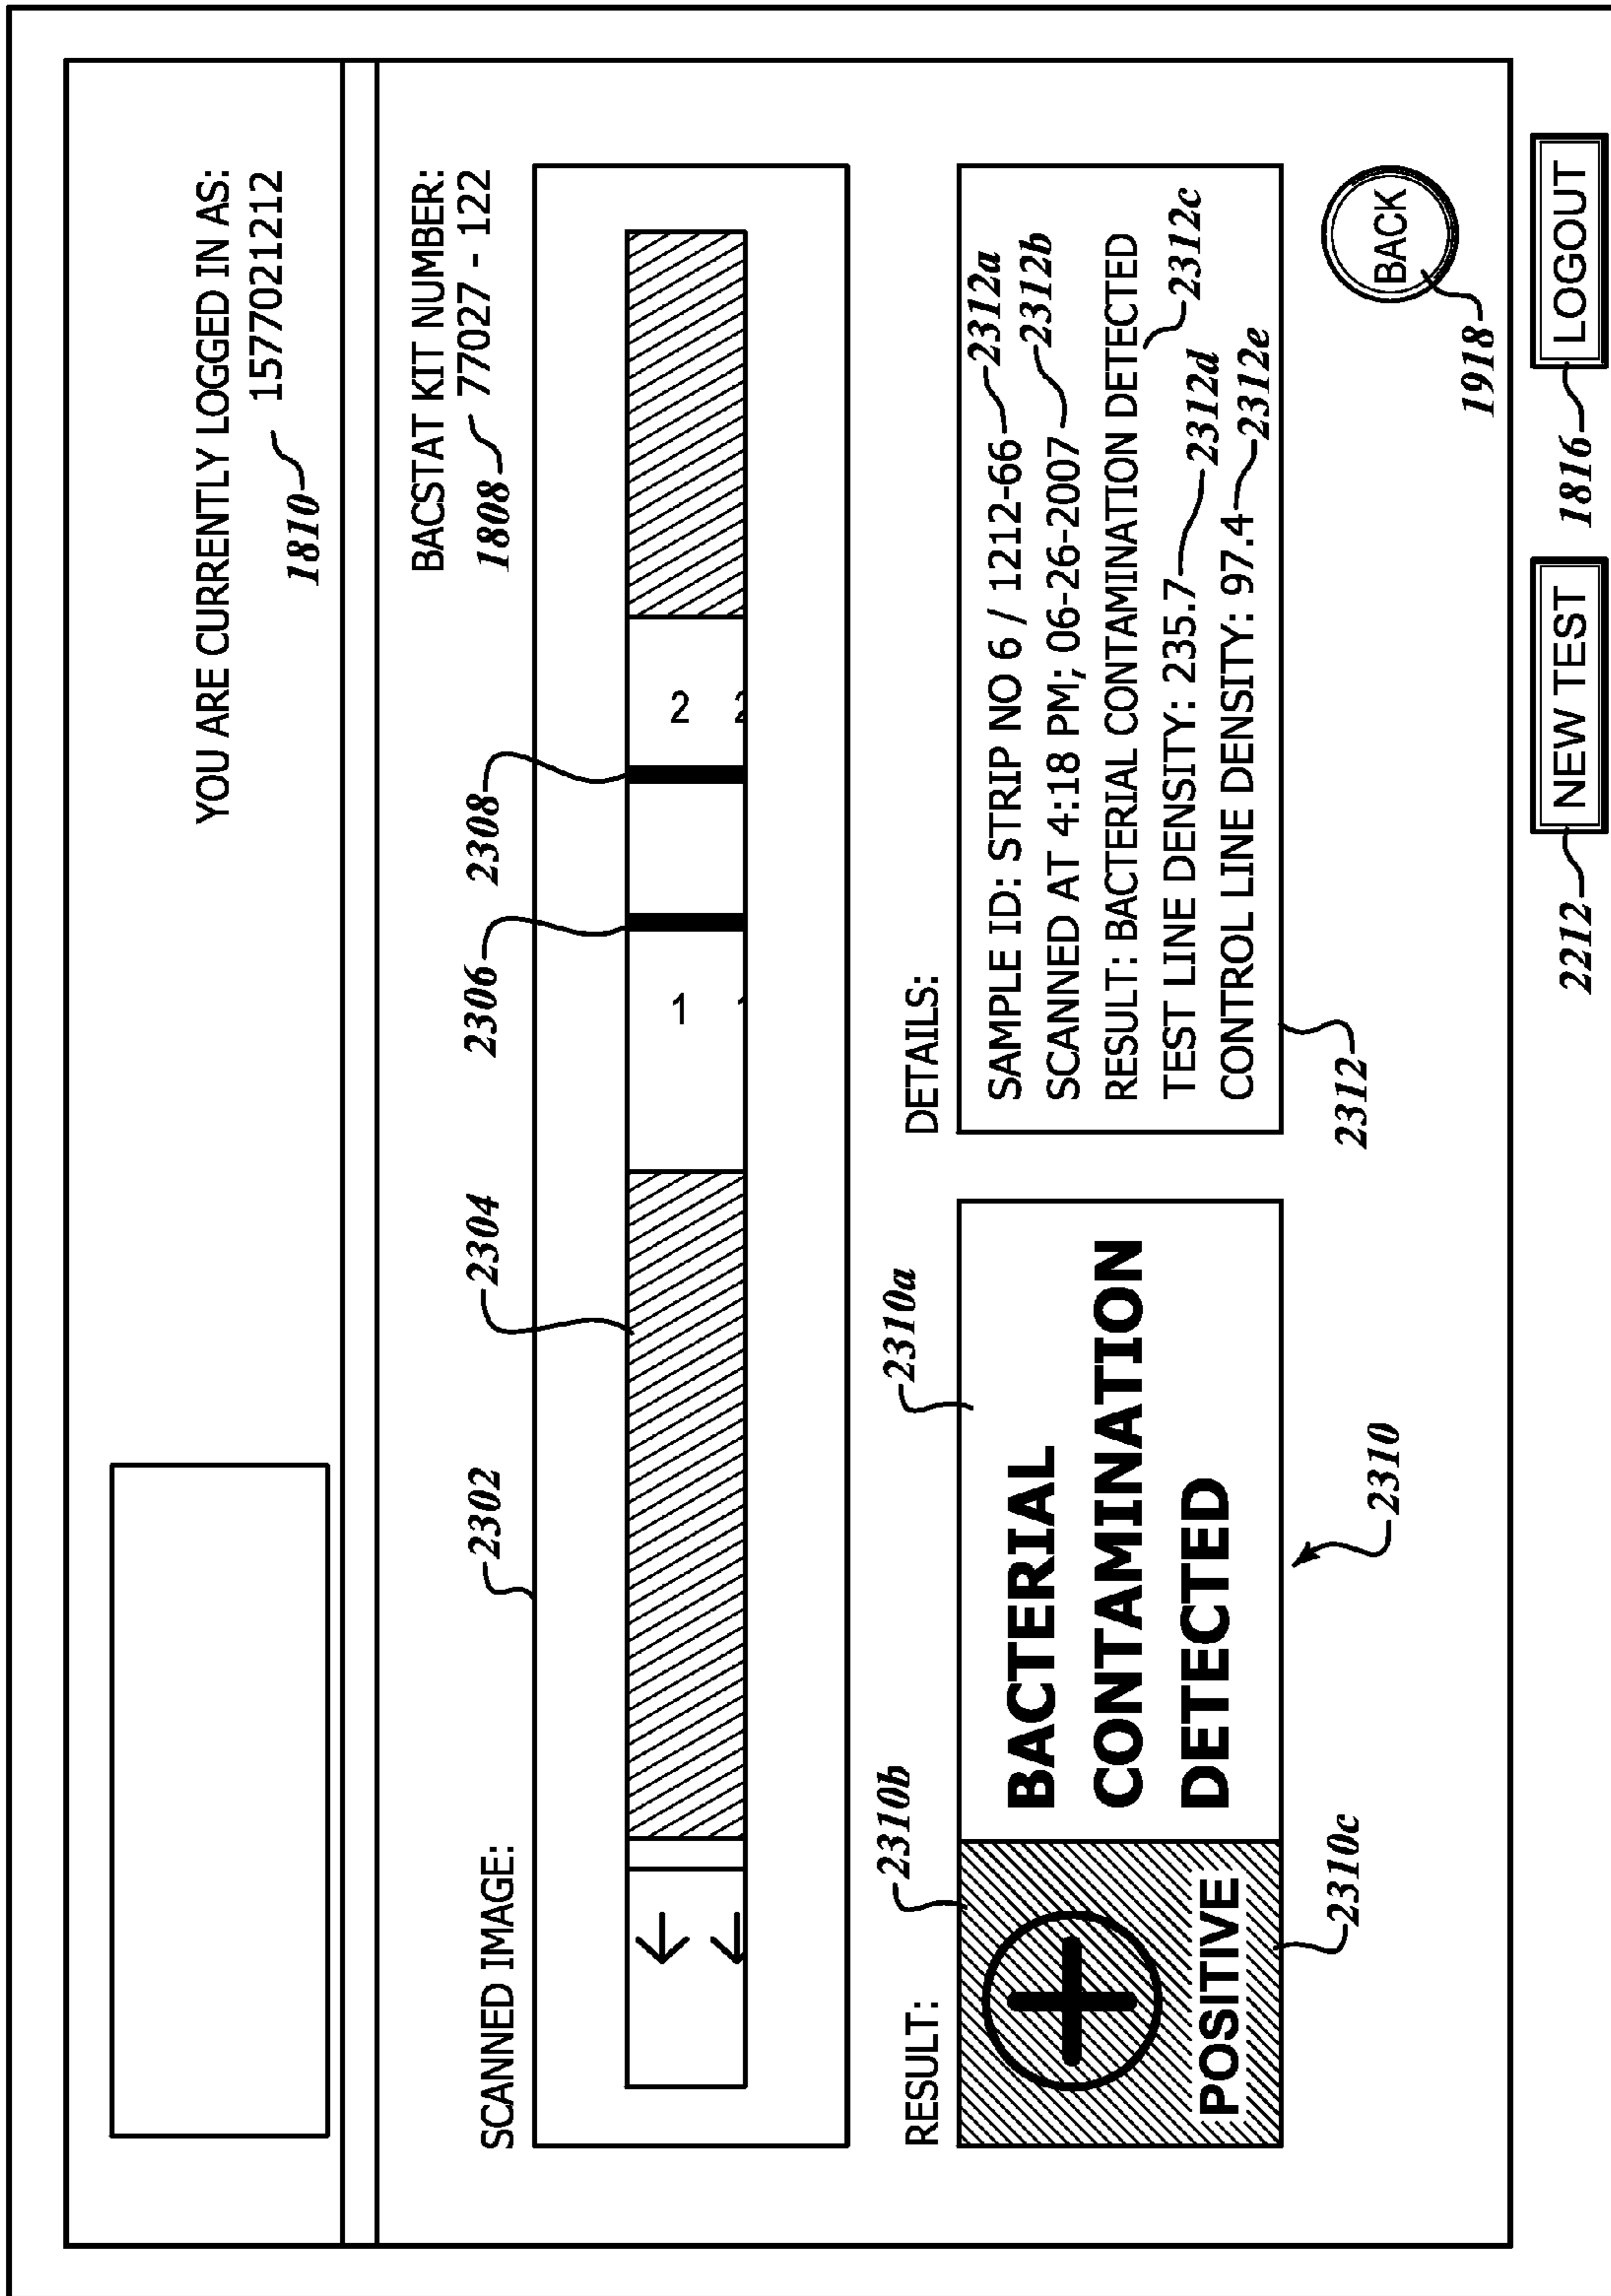 YOU ARE CURRENTLY LOGGED IN AS:
1577021212
1810
BACSTAT KIT NUMBER:
1808 77027 - 122
SCANNED IMAGE:
2302
2304
2306
2308
1
1
2
2
RESULT:
2310b
2310a
BACTERIAL
CONTAMINATION
DETECTED
POSITIVE
2310c
2310
DETAILS:
SAMPLE ID: STRIP NO 6 / 1212-66 2312a
SCANNED AT 4:18 PM; 06-26-2007 2312b
RESULT: BACTERIAL CONTAMINATION DETECTED 2312c
TEST LINE DENSITY: 235.7 2312d
CONTROL LINE DENSITY: 97.4 2312e
2312
BACK
1918
2212 NEW TEST
1816 LOGOUT